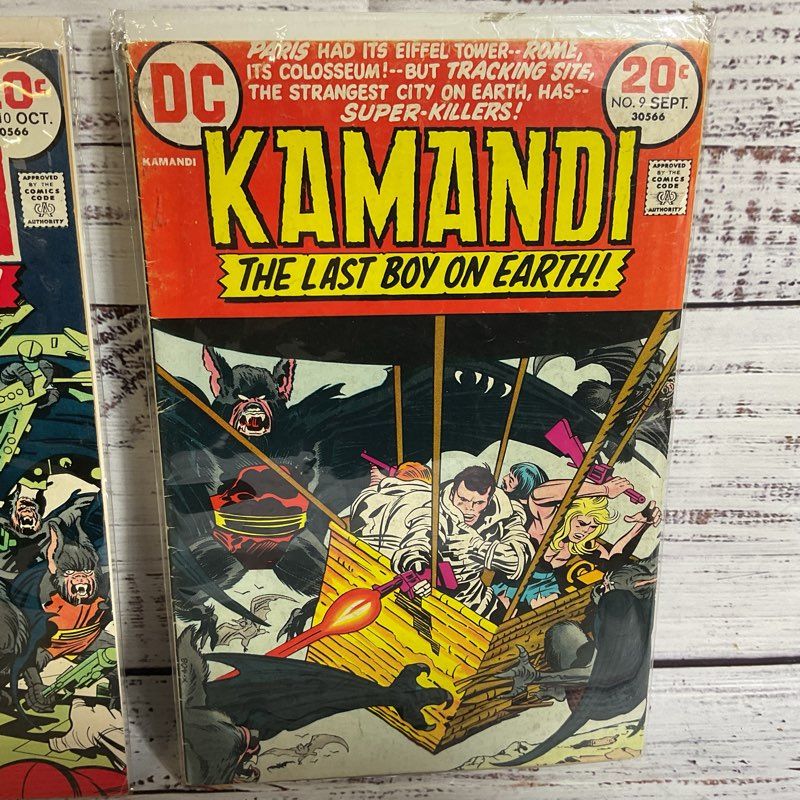 20¢
10 OCT.
30566
APPROVED
BY THE
COMICS
CODE
AUTHORITY
DC
PARIS HAD ITS EIFFEL TOWER--ROME,
ITS COLOSSEUM!--BUT TRACKING SITE,
THE STRANGEST CITY ON EARTH, HAS--
SUPER-KILLERS!
20¢
NO. 9 SEPT.
30566
KAMANDI
APPROVED
BY THE
COMICS
CODE
AUTHORITY
KAMANDI
THE LAST BOY ON EARTH!